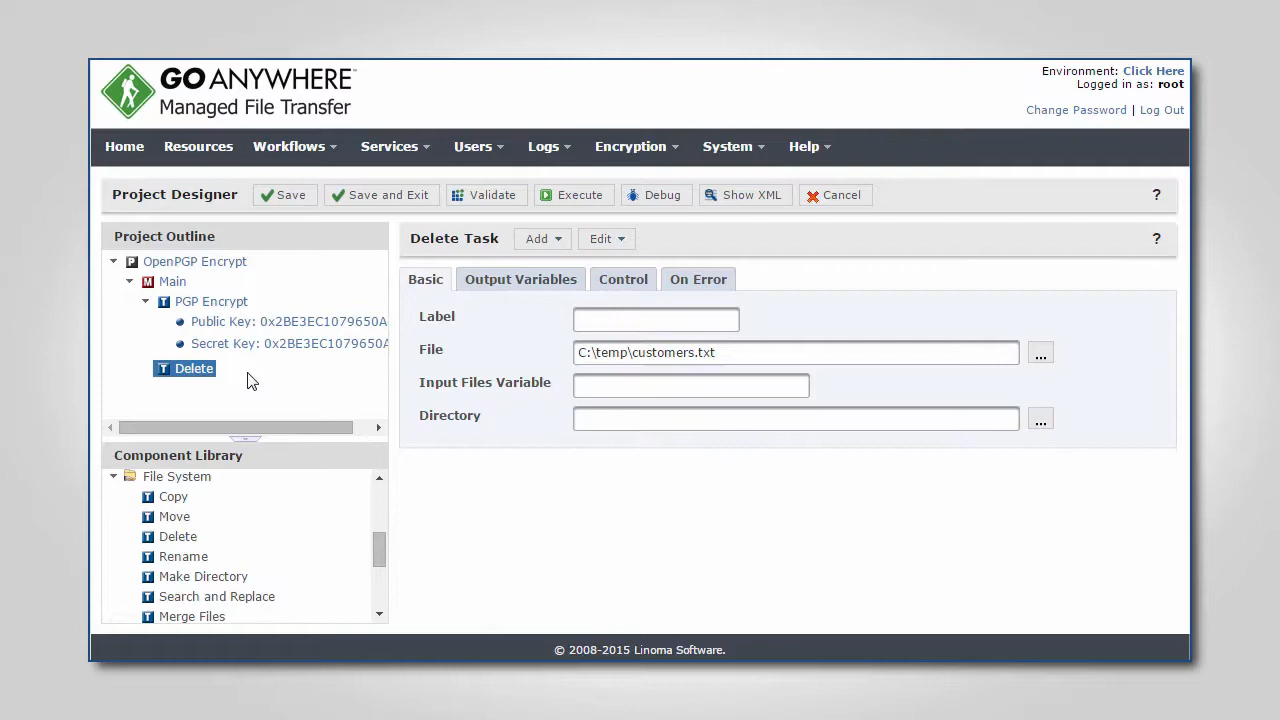 GO ANYWHERE™
Managed File Transfer
Environment: Click Here
Logged in as: root
Change Password | Log Out
Home Resources Workflows Services Users Logs Encryption System Help
Project Designer Save Save and Exit Validate Execute Debug Show XML Cancel ?
Project Outline
P OpenPGP Encrypt
M Main
T PGP Encrypt
Public Key: 0x2BE3EC1079650A
Secret Key: 0x2BE3EC1079650A
T Delete
Component Library
File System
T Copy
T Move
T Delete
T Rename
T Make Directory
T Search and Replace
T Merge Files
Delete Task Add Edit ?
Basic Output Variables Control On Error
Label
File C:\temp\customers.txt ...
Input Files Variable
Directory ...
© 2008-2015 Linoma Software.